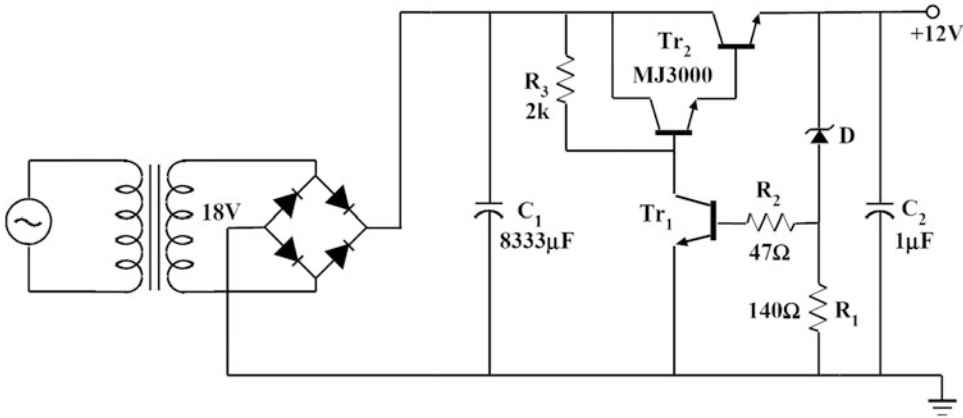 +12V
Tr2
MJ3000
R3
2k
D
18V
C1
8333μF
Tr1
R2
47Ω
C2
1μF
140Ω R1